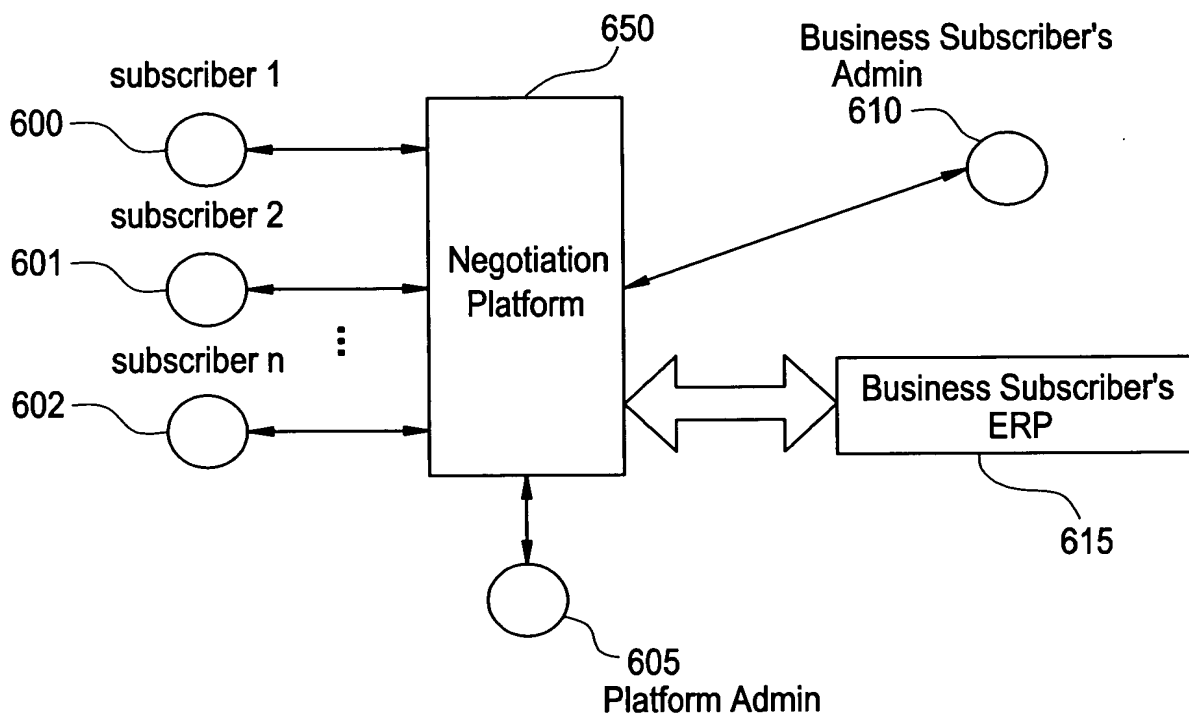 650
Business Subscriber's
Admin
610
subscriber 1
600
subscriber 2
601
Negotiation
Platform
subscriber n
602
Business Subscriber's
ERP
615
605
Platform Admin